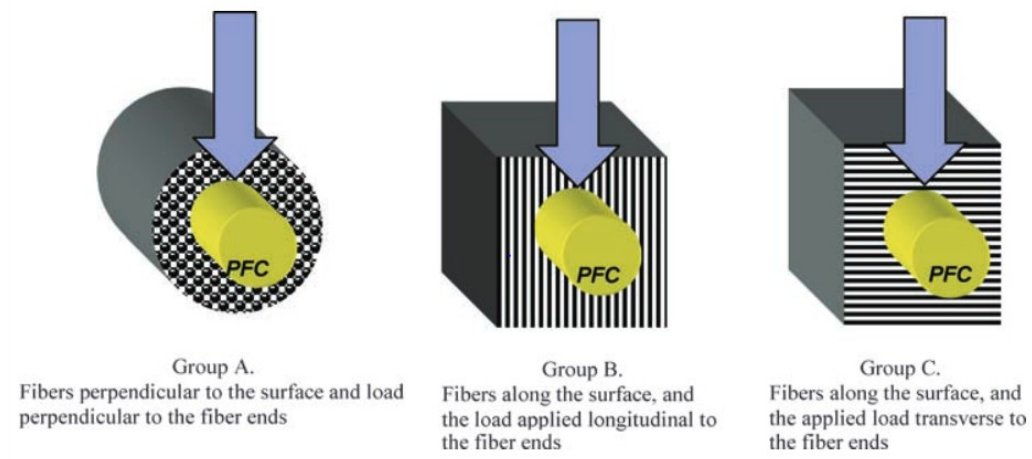 PFC
PFC
PFC
Group A.
Fibers perpendicular to the surface and load
perpendicular to the fiber ends
Group B.
Fibers along the surface, and
the load applied longitudinal to
the fiber ends
Group C.
Fibers along the surface, and
the applied load transverse to
the fiber ends